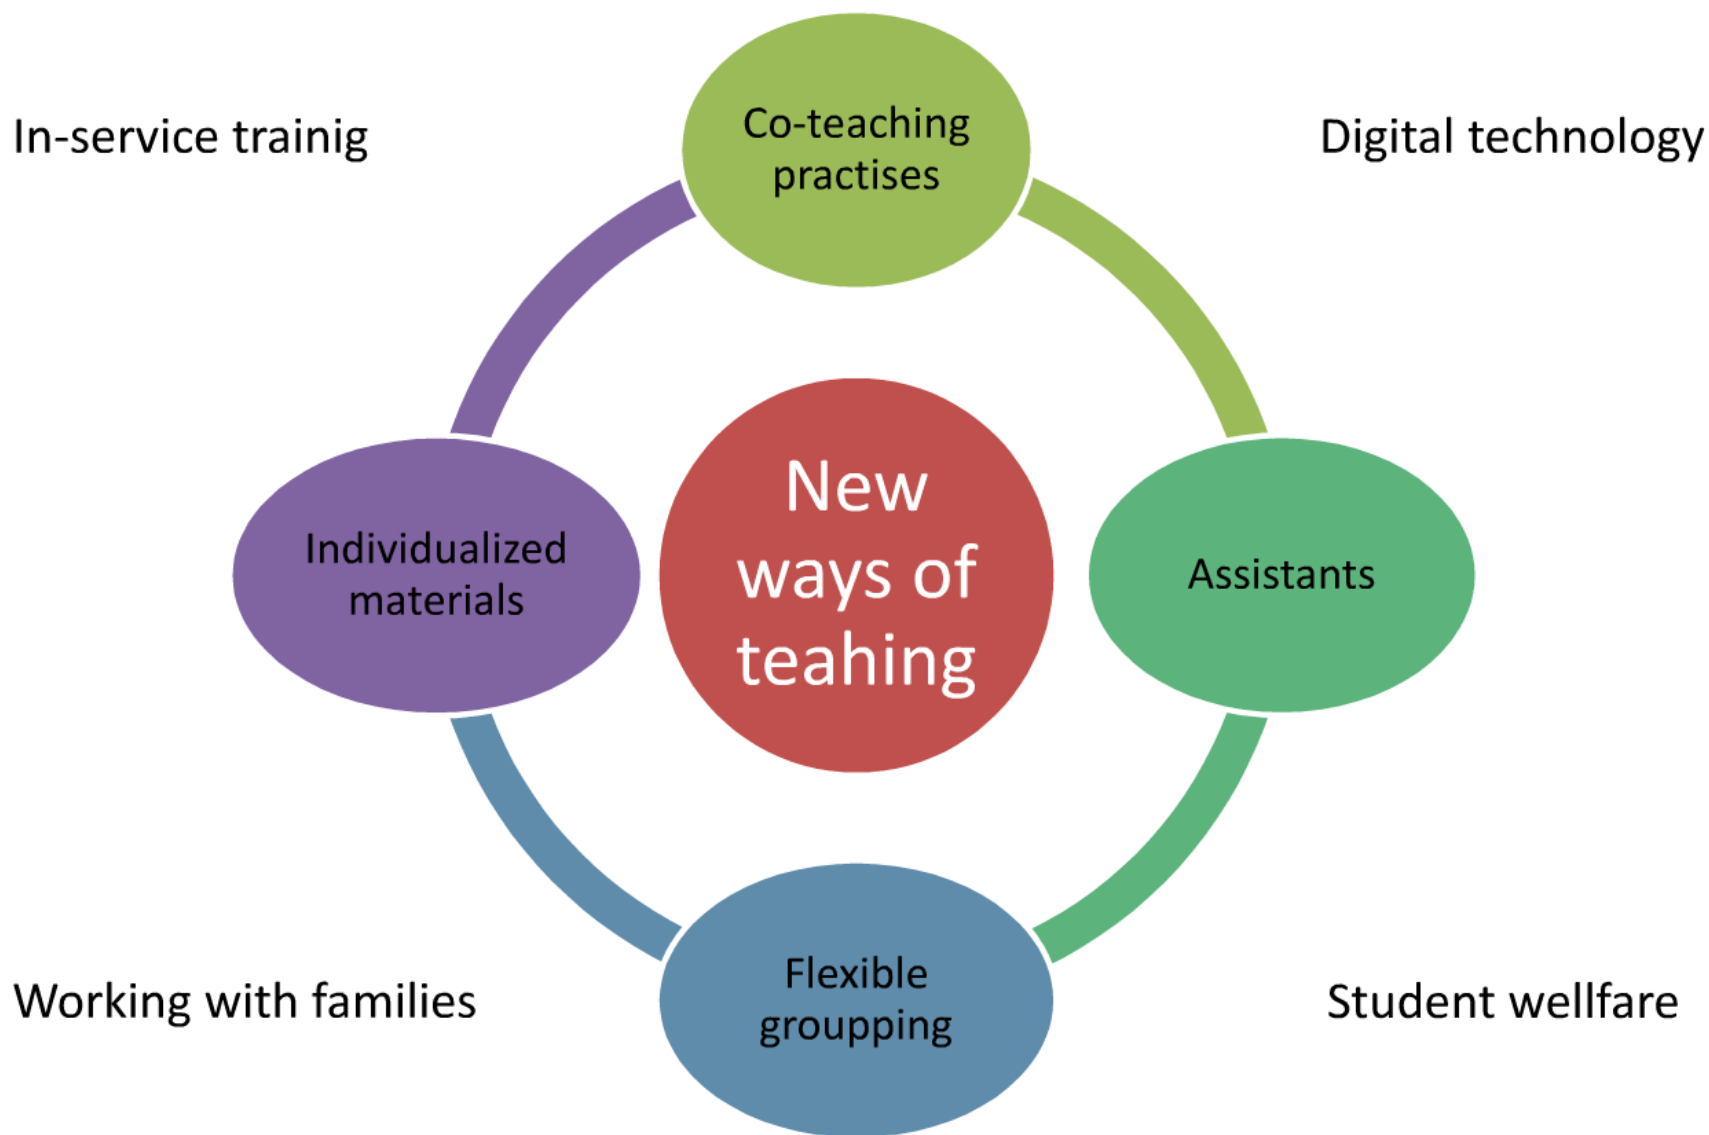 Co-teaching
practises
In-service trainig
Digital technology
New
ways of
teahing
Individualized
materials
Assistants
Flexible
groupping
Working with families
Student wellfare